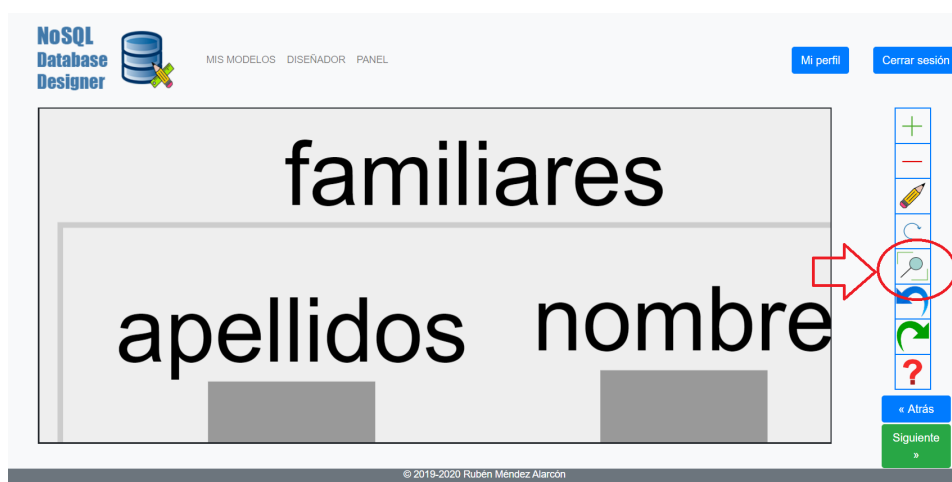 NoSQL
Database
Designer
MIS MODELOS DISEÑADOR PANEL
Mi perfil
Cerrar sesión
familiares
apellidos nombre
?
« Atrás
Siguiente
»
© 2019-2020 Rubén Méndez Alarcón